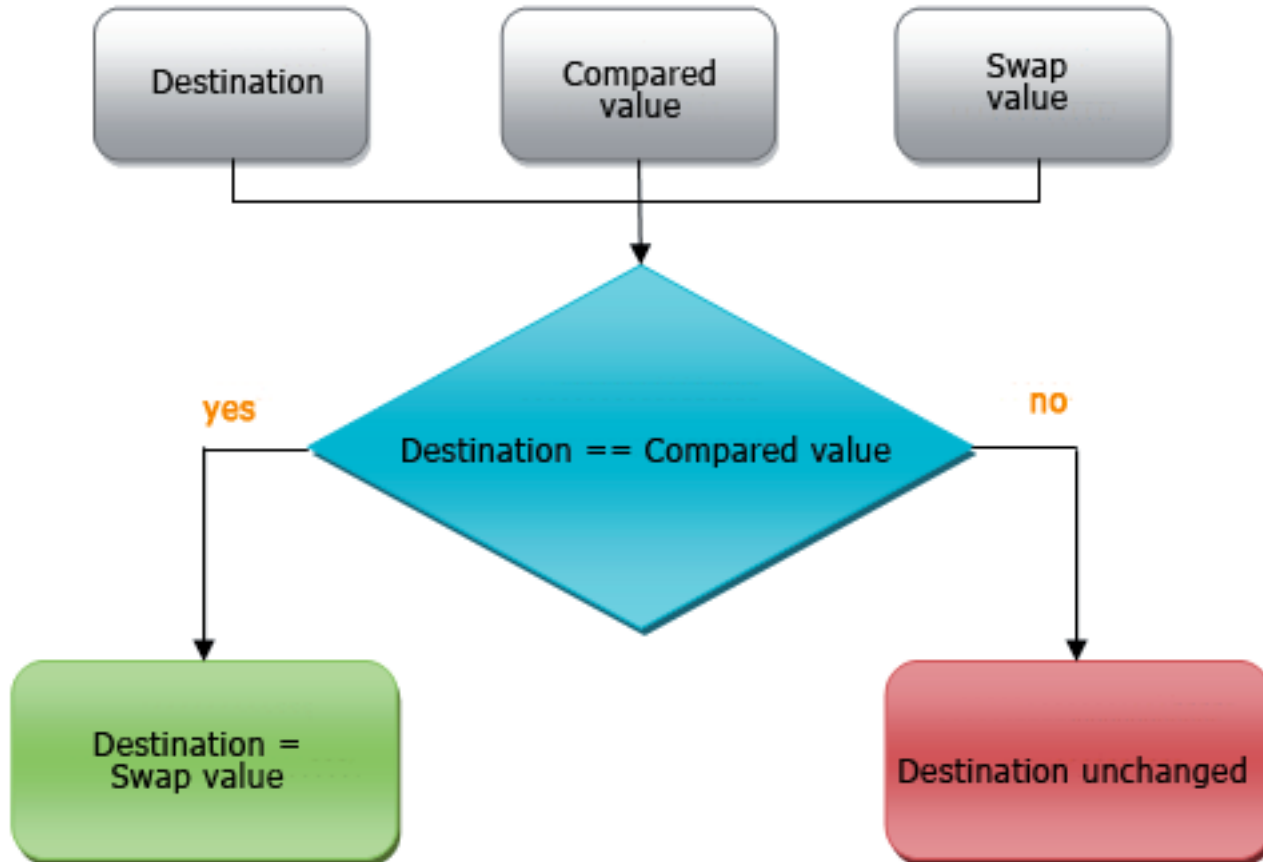 Destination
Compared
value
Swap
value
yes
no
Destination == Compared value
Destination =
Swap value
Destination unchanged